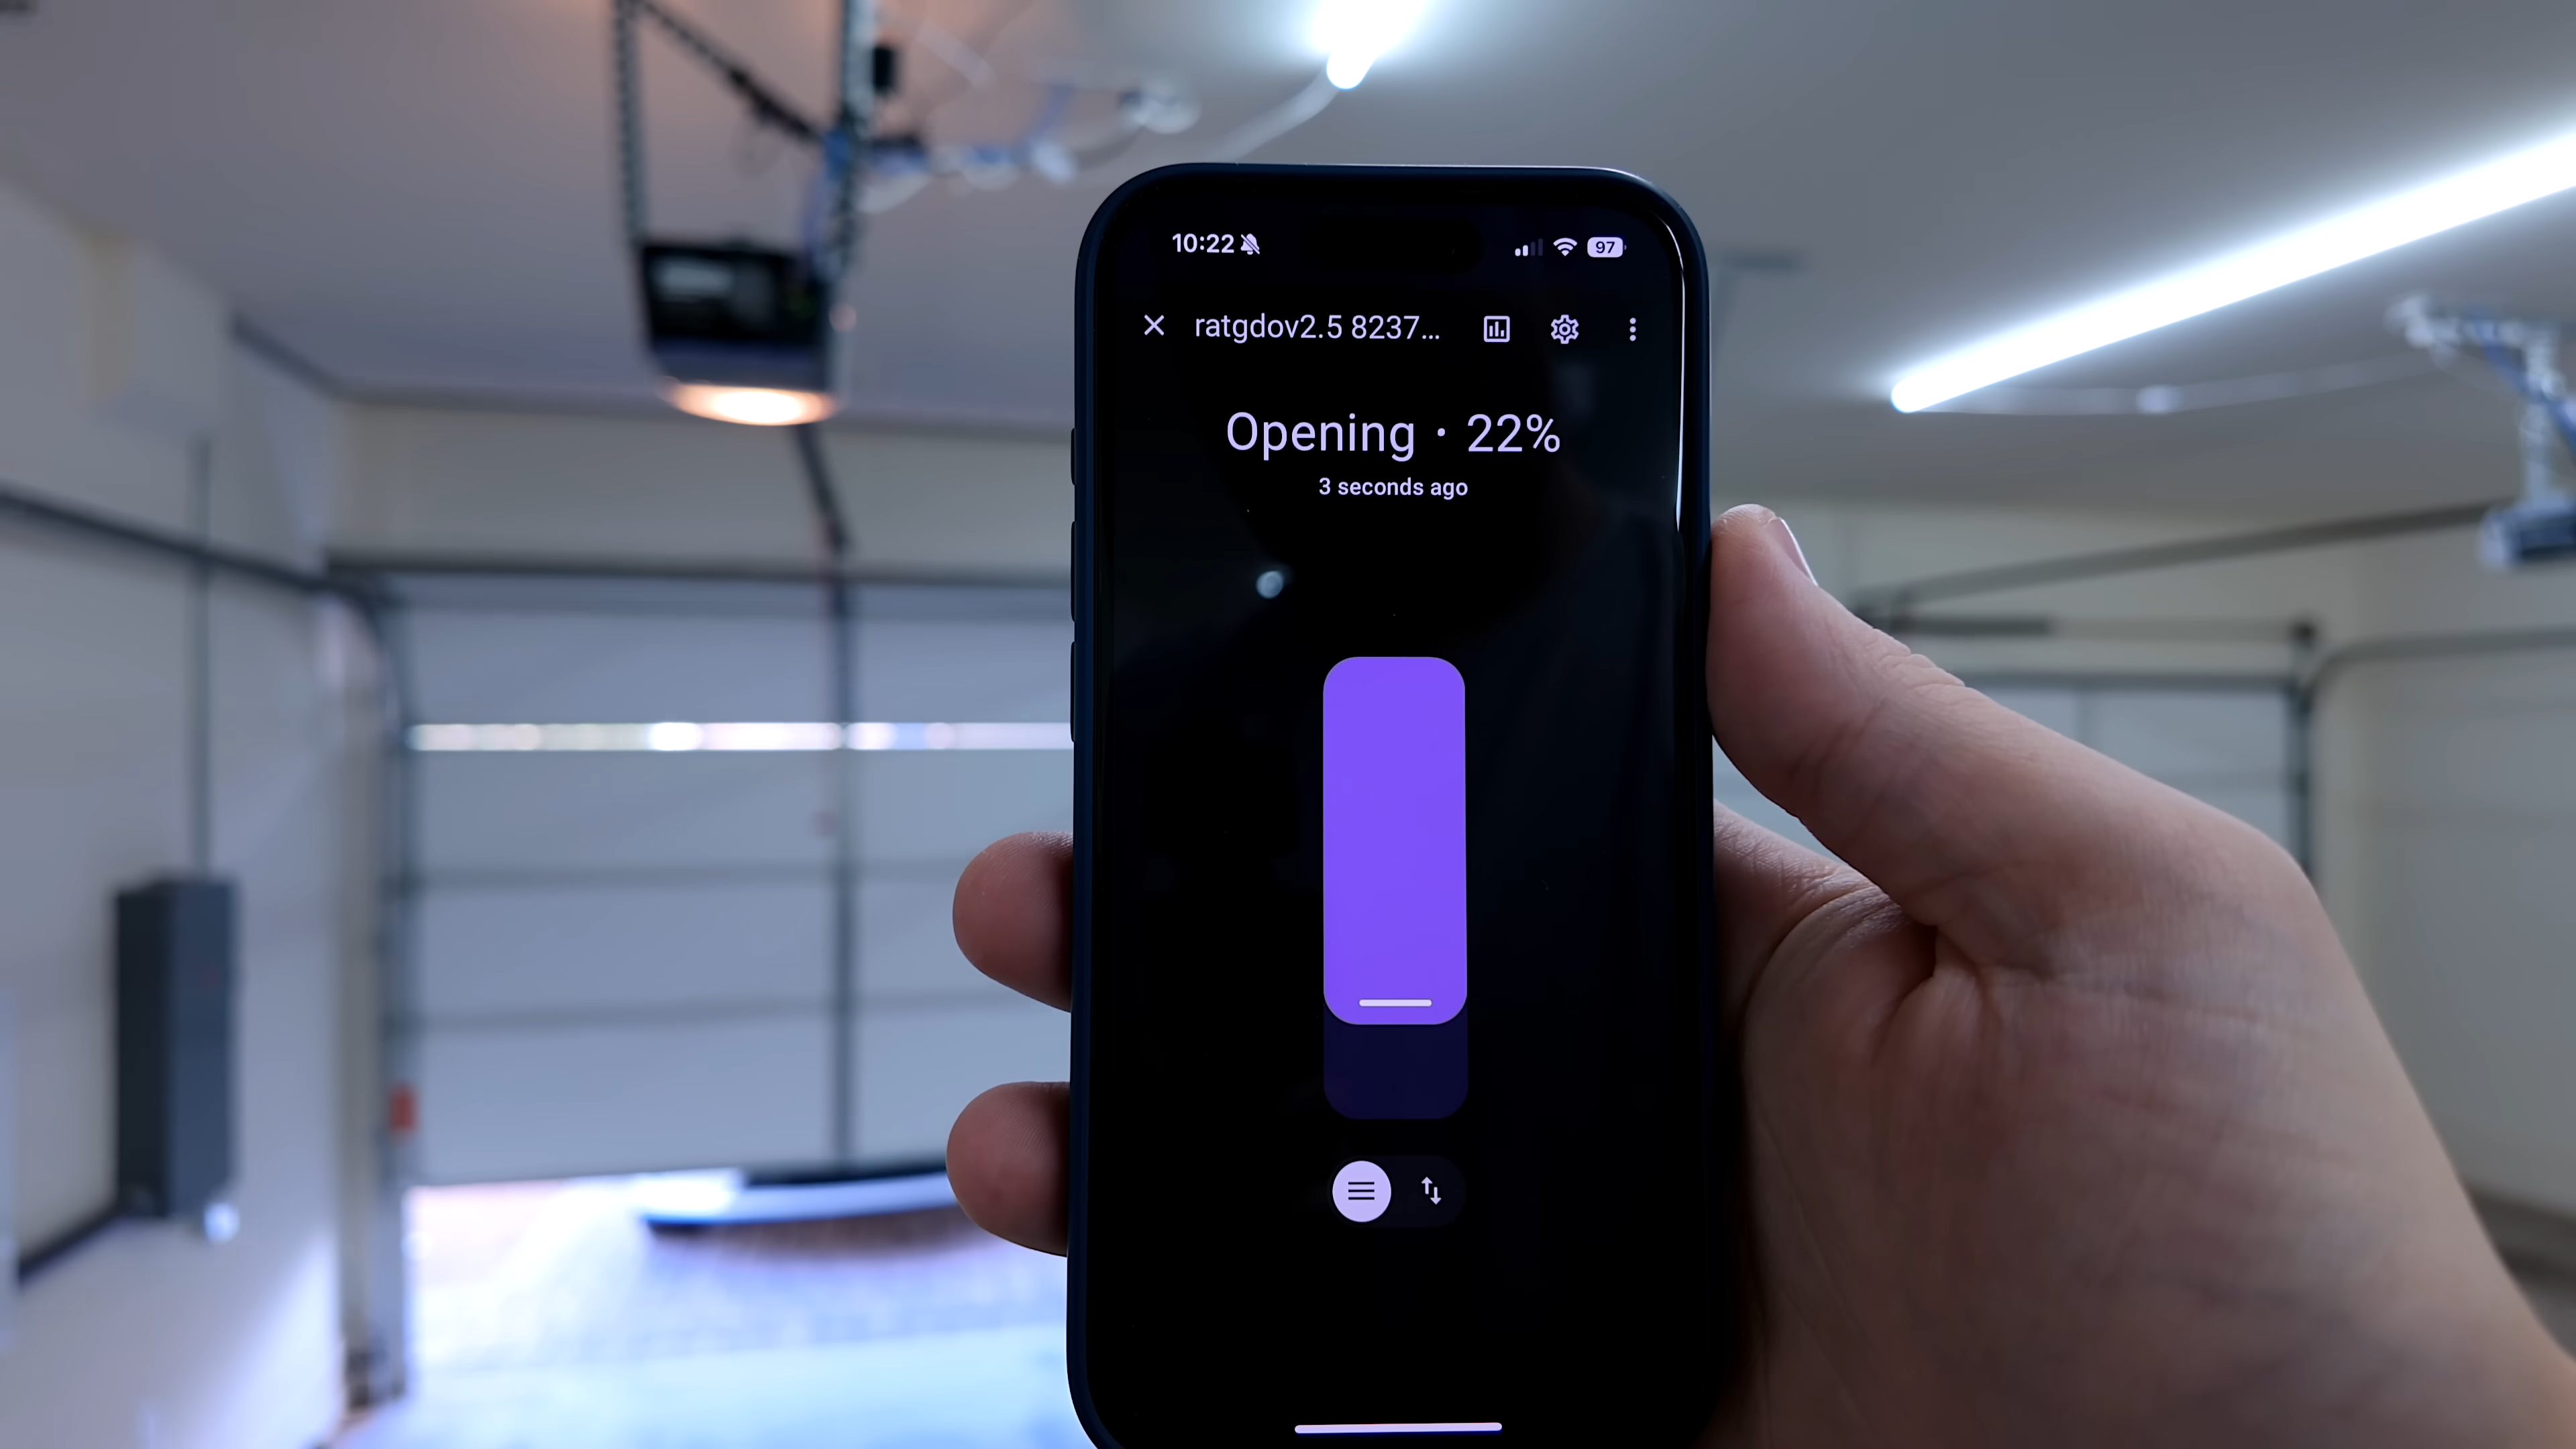 10:22
97
ratgdov2.5 8237...
Opening · 22%
3 seconds ago